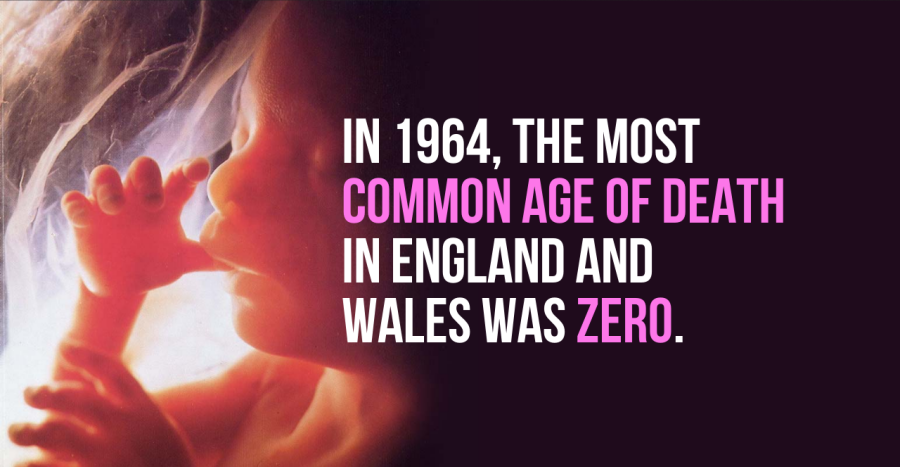 IN 1964, THE MOST
COMMON AGE OF DEATH
IN ENGLAND AND
WALES WAS ZERO.